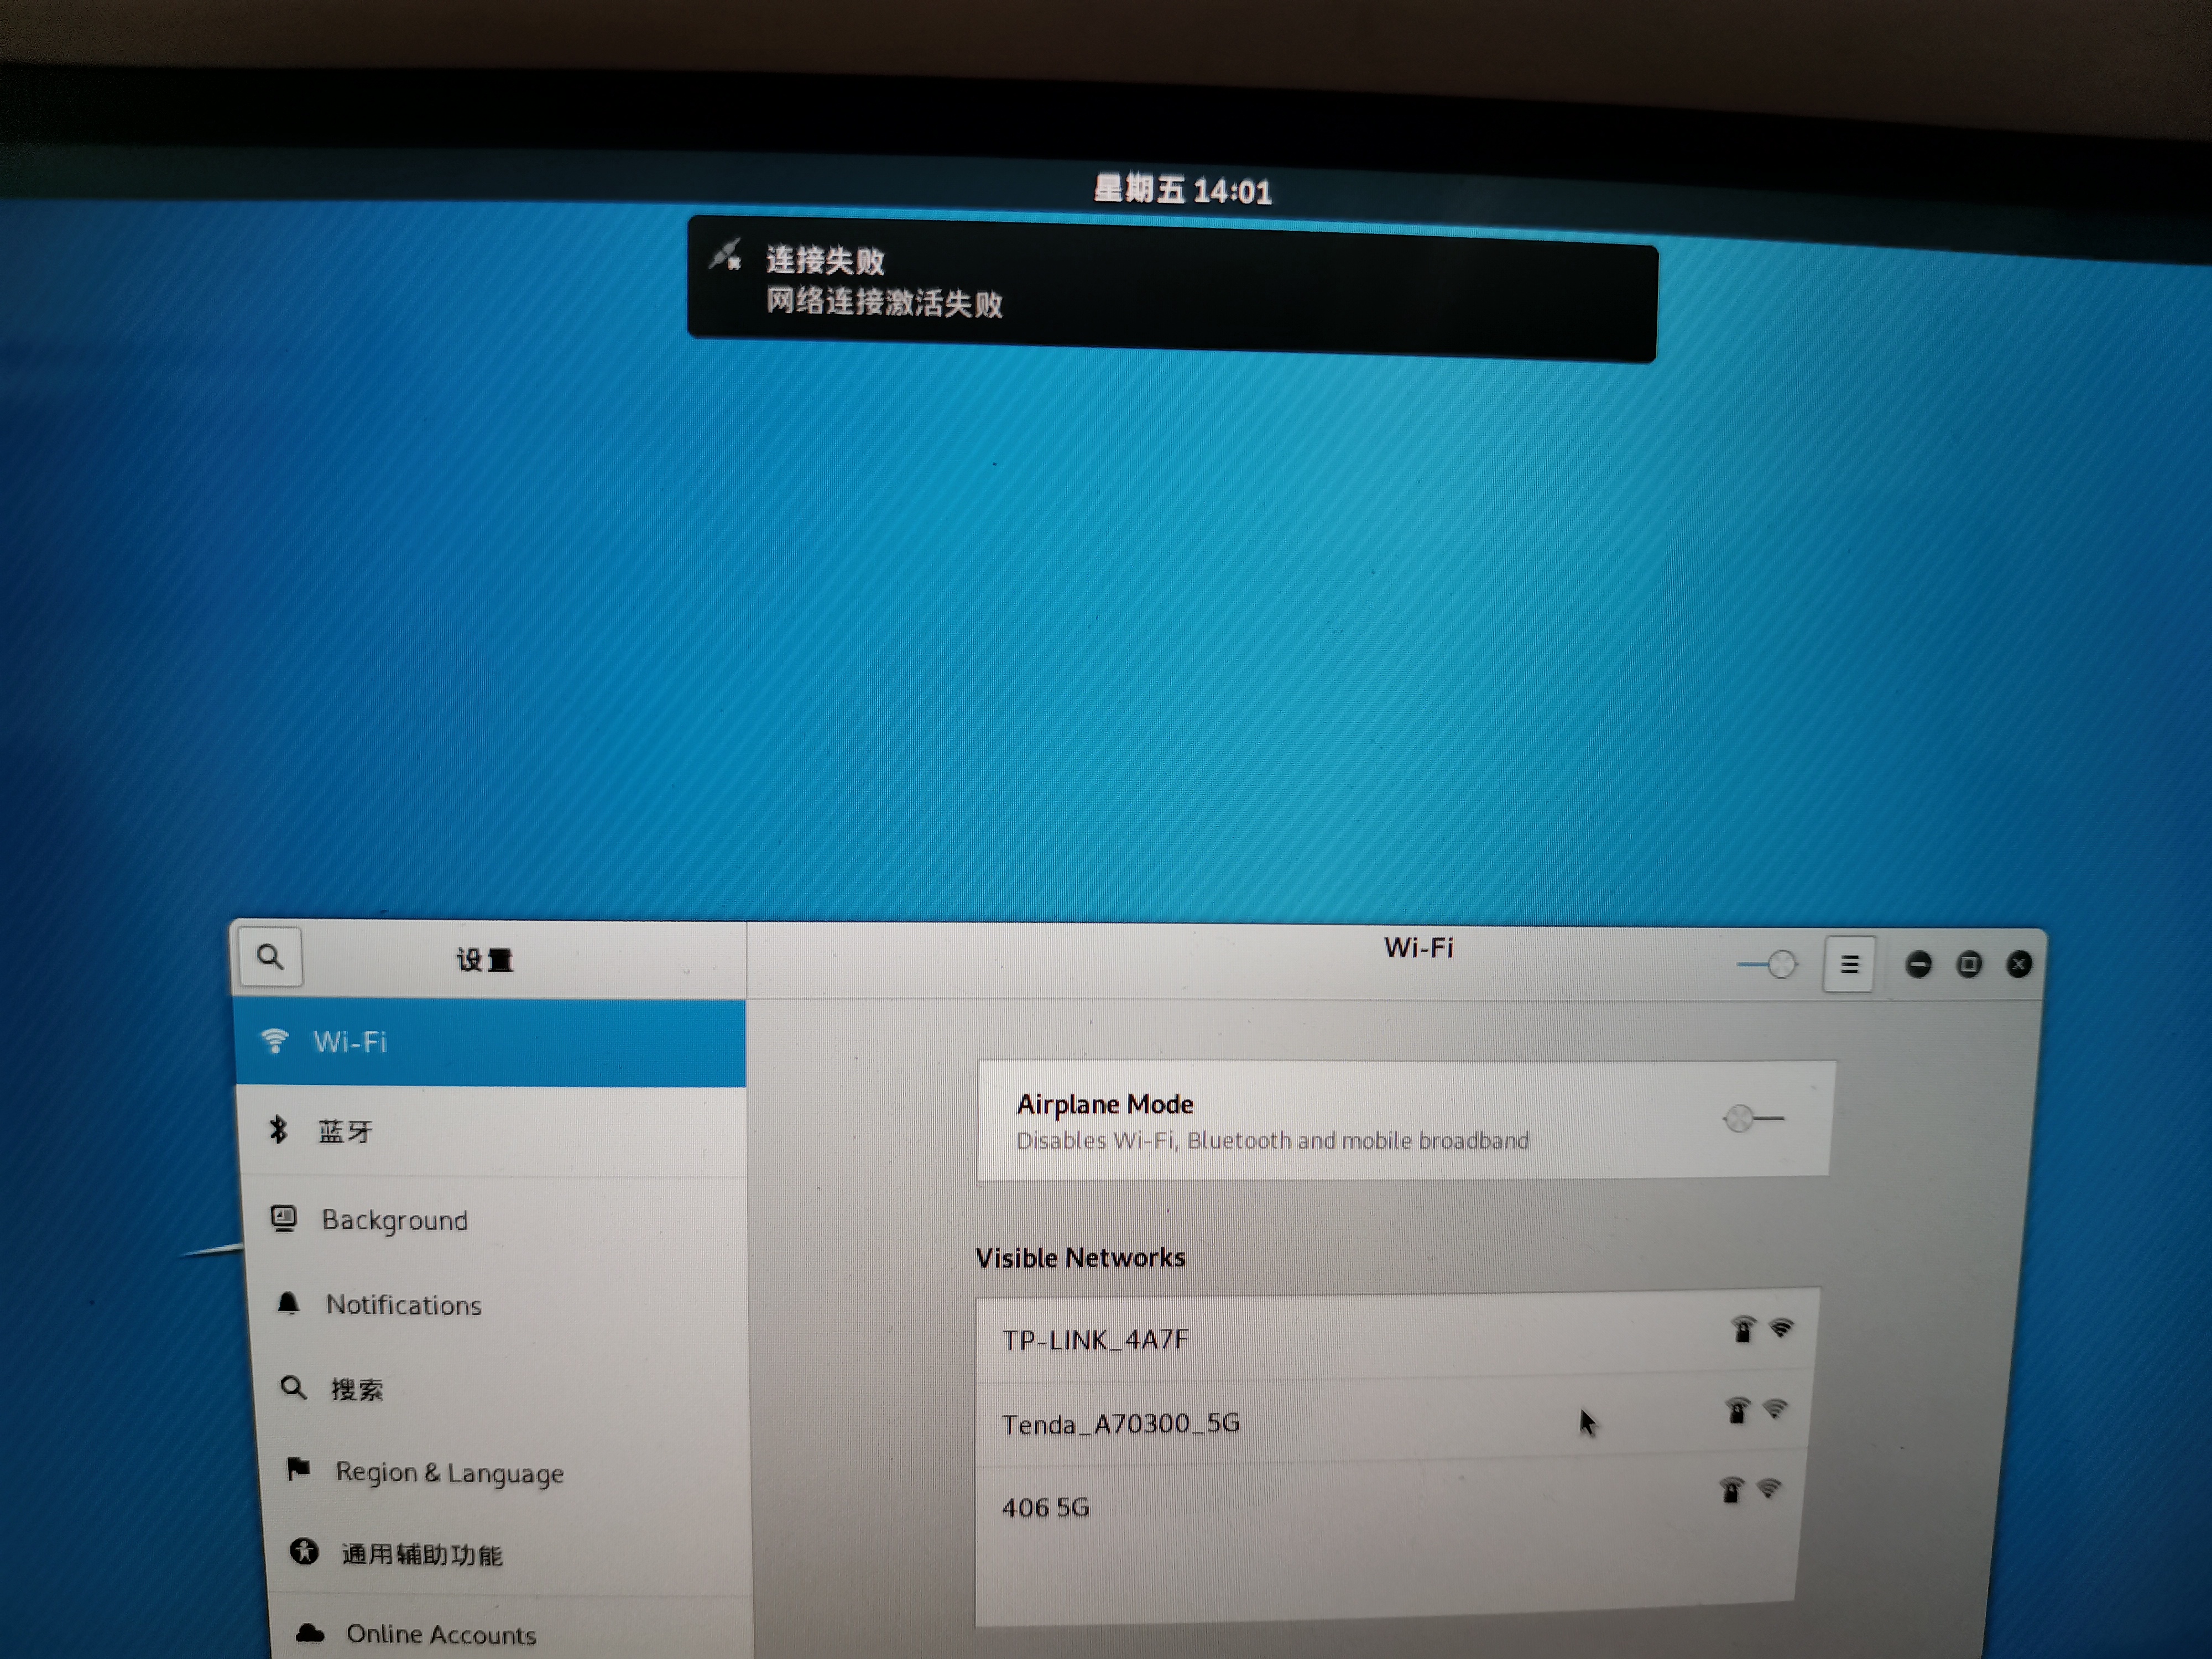 星期五 14:01
连接失败
网络连接激活失败
设置
Wi-Fi
Wi-Fi
蓝牙
Background
Notifications
搜索
Region & Language
通用辅助功能
Online Accounts
Airplane Mode
Disables Wi-Fi, Bluetooth and mobile broadband
Visible Networks
TP-LINK_4A7F
Tenda_A70300_5G
406 5G